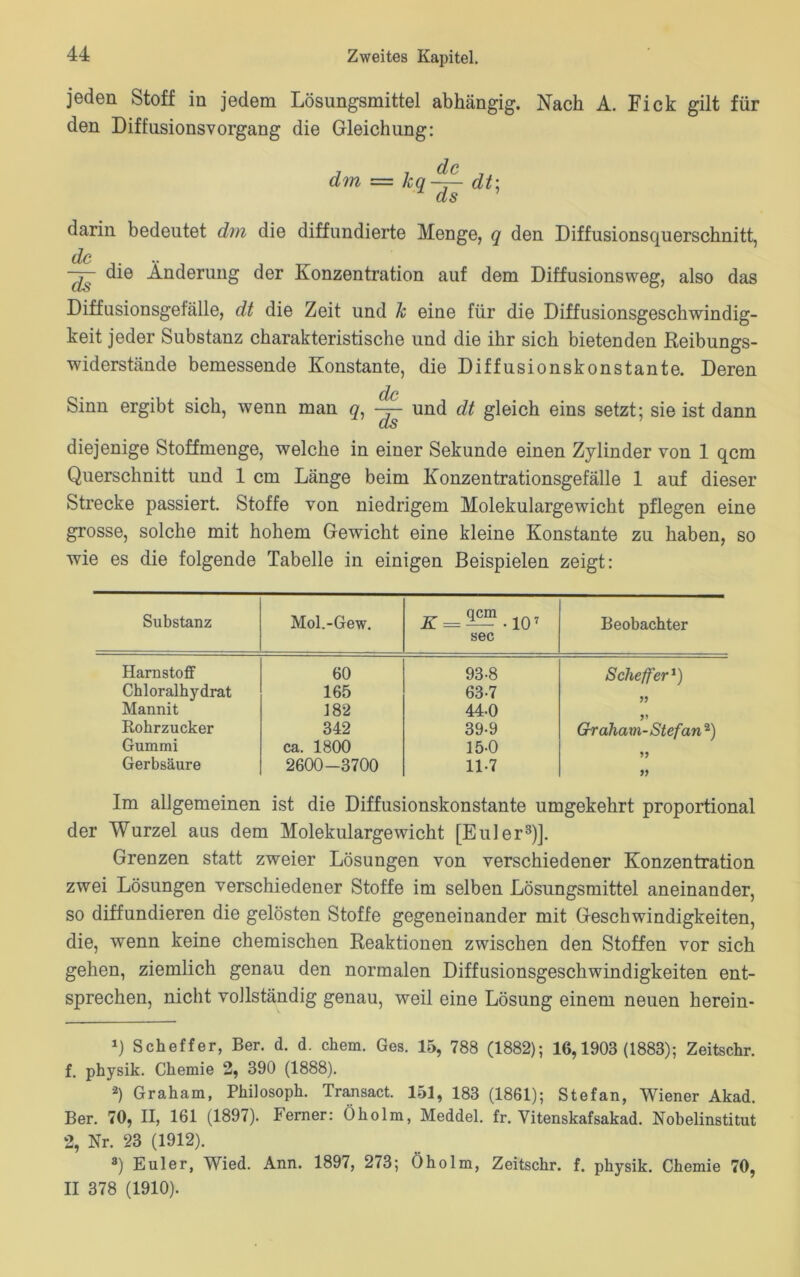 44 Zweites Kapitel.
jeden Stoff in jedem Lösungsmittel abhängig. Nach A. Fick gilt für
den Diffusionsvorgang die Gleichung:
dm = kq dc/ds dt;
darin bedeutet dm die diffundierte Menge, q den Diffusionsquerschnitt,
dc/ds die Änderung der Konzentration auf dem Diffusionsweg, also das
Diffusionsgefälle, dt die Zeit und k eine für die Diffusionsgeschwindig-
keit jeder Substanz charakteristische und die ihr sich bietenden Reibungs-
widerstände bemessende Konstante, die Diffusionskonstante. Deren
Sinn ergibt sich, wenn man q, dc/ds und dt gleich eins setzt; sie ist dann
diejenige Stoffmenge, welche in einer Sekunde einen Zylinder von 1 qcm
Querschnitt und 1 cm Länge beim Konzentrationsgefälle 1 auf dieser
Strecke passiert. Stoffe von niedrigem Molekulargewicht pflegen eine
grosse, solche mit hohem Gewicht eine kleine Konstante zu haben, so
wie es die folgende Tabelle in einigen Beispielen zeigt:
Substanz Mol.-Gew. K = qcm/sec · 10⁷ Beobachter
Harnstoff 60 93·8 Scheffer¹)
Chloralhydrat 165 63·7 „
Mannit 182 44·0 „
Rohrzucker 342 39·9 Graham-Stefan²)
Gummi ca. 1800 15·0 „
Gerbsäure 2600—3700 11·7 „
Im allgemeinen ist die Diffusionskonstante umgekehrt proportional
der Wurzel aus dem Molekulargewicht [Euler³)].
Grenzen statt zweier Lösungen von verschiedener Konzentration
zwei Lösungen verschiedener Stoffe im selben Lösungsmittel aneinander,
so diffundieren die gelösten Stoffe gegeneinander mit Geschwindigkeiten,
die, wenn keine chemischen Reaktionen zwischen den Stoffen vor sich
gehen, ziemlich genau den normalen Diffusionsgeschwindigkeiten ent-
sprechen, nicht vollständig genau, weil eine Lösung einem neuen herein-
¹) Scheffer, Ber. d. d. chem. Ges. 15, 788 (1882); 16, 1903 (1883); Zeitschr.
f. physik. Chemie 2, 390 (1888).
²) Graham, Philosoph. Transact. 151, 183 (1861); Stefan, Wiener Akad.
Ber. 70, II, 161 (1897). Ferner: Öholm, Meddel. fr. Vitenskafsakad. Nobelinstitut
2, Nr. 23 (1912).
³) Euler, Wied. Ann. 1897, 273; Öholm, Zeitschr. f. physik. Chemie 70,
II 378 (1910).